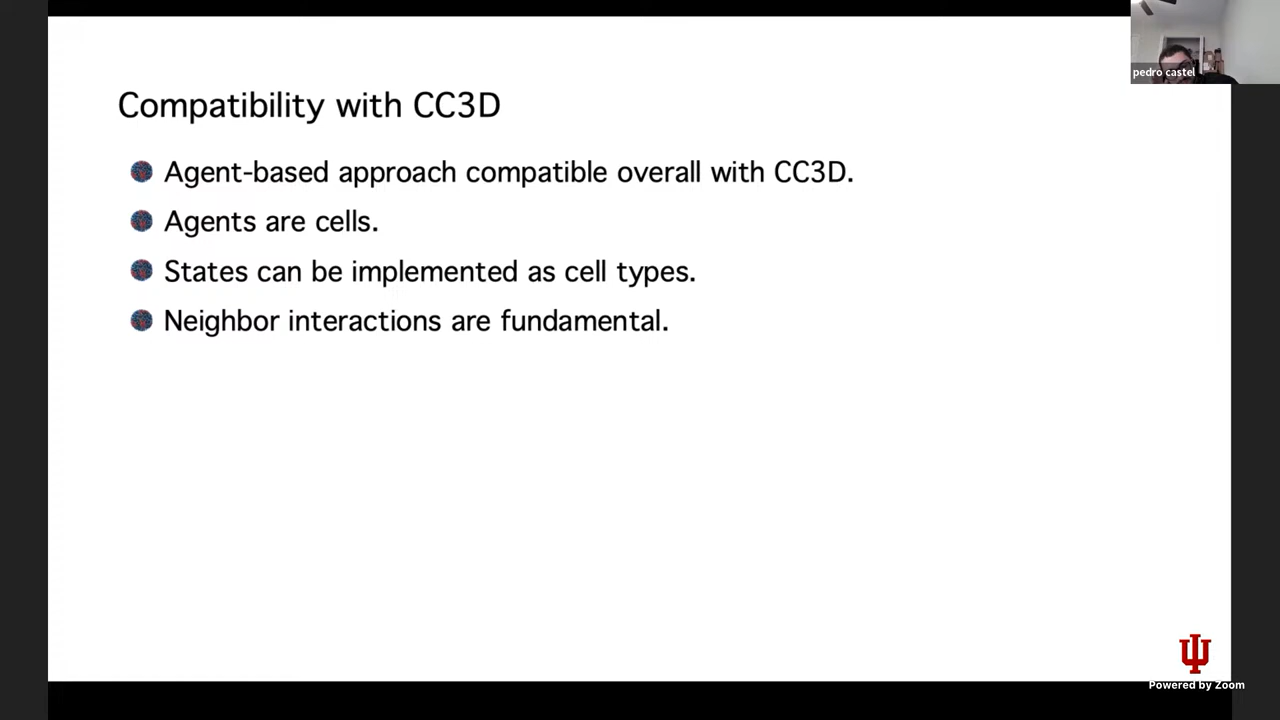 pedro castel
Compatibility with CC3D
Agent-based approach compatible overall with CC3D.
Agents are cells.
States can be implemented as cell types.
Neighbor interactions are fundamental.
Powered by Zoom